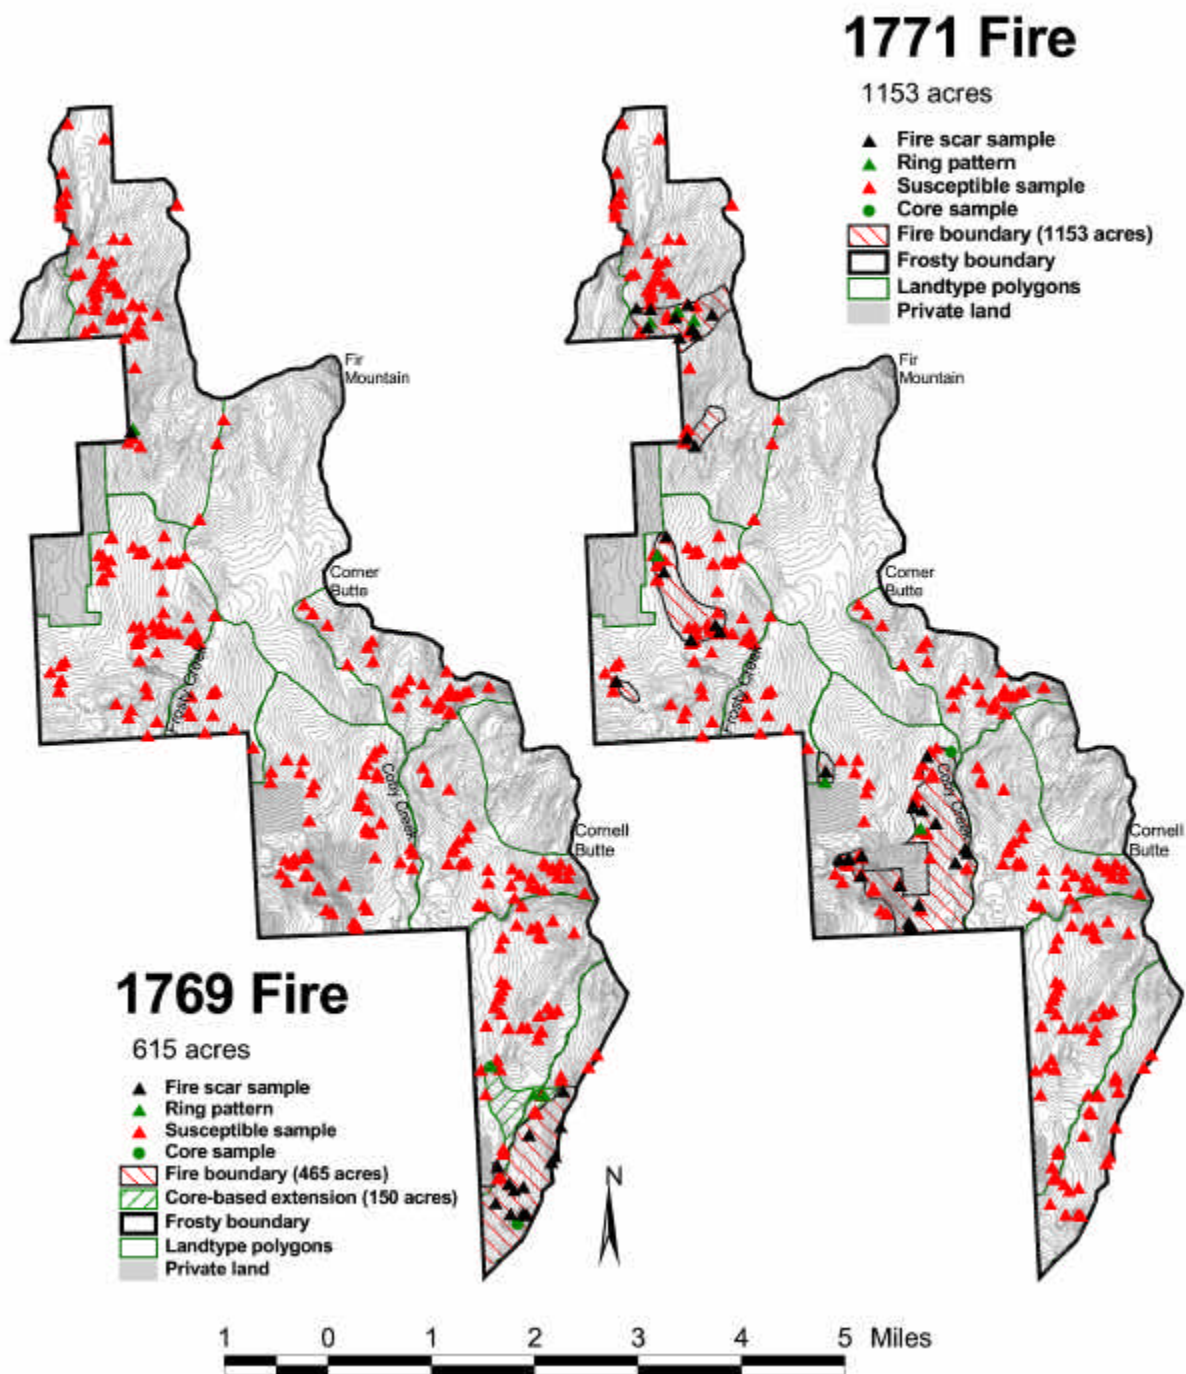 1771 Fire
1153 acres
Fire scar sample
Ring pattern
Susceptible sample
Core sample
Fire boundary (1153 acres)
Frosty boundary
Landtype polygons
Private land
Fir
Mountain
Fir
Mountain
Corner
Butte
Corner
Butte
Frosty Creek
Frosty Creek
Coby Creek
Coby Creek
Cornell
Butte
Cornell
Butte
1769 Fire
615 acres
Fire scar sample
Ring pattern
Susceptible sample
Core sample
Fire boundary (465 acres)
Core-based extension (150 acres)
Frosty boundary
Landtype polygons
Private land
N
1 0 1 2 3 4 5 Miles